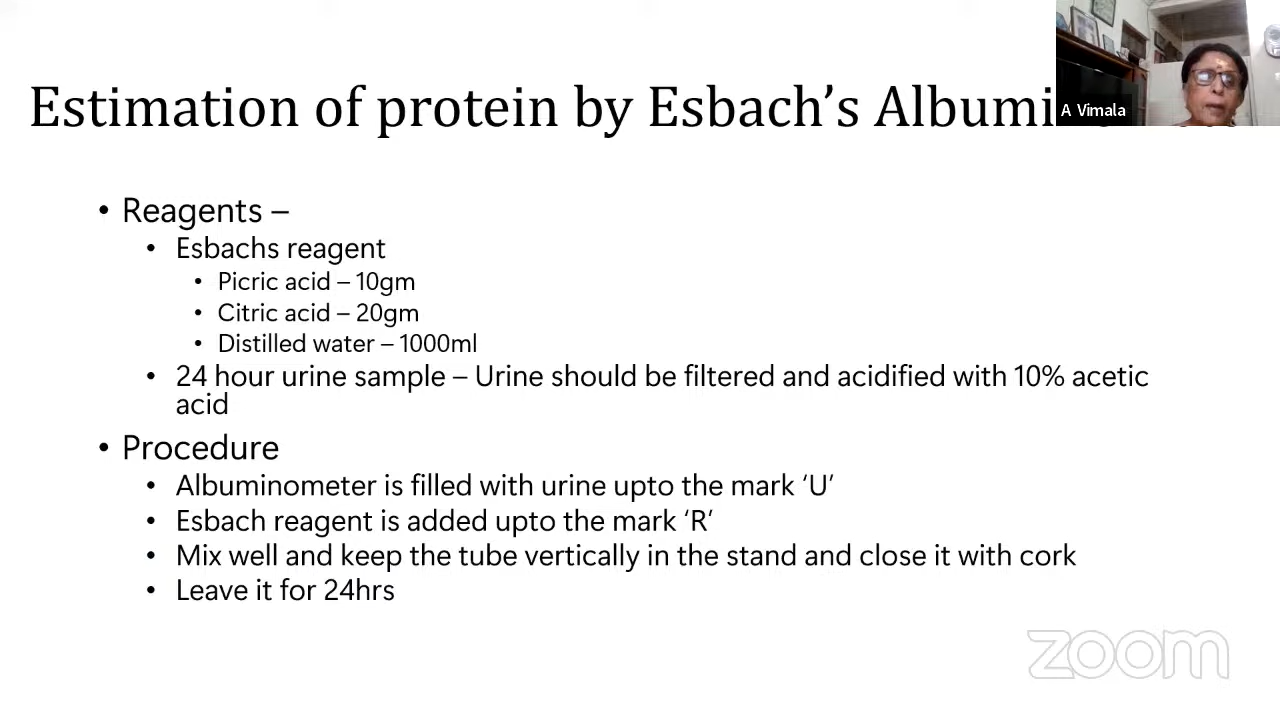 Estimation of protein by Esbach’s Albumi
A Vimala
• Reagents –
• Esbachs reagent
• Picric acid – 10gm
• Citric acid – 20gm
• Distilled water – 1000ml
• 24 hour urine sample – Urine should be filtered and acidified with 10% acetic
acid
• Procedure
• Albuminometer is filled with urine upto the mark ‘U’
• Esbach reagent is added upto the mark ‘R’
• Mix well and keep the tube vertically in the stand and close it with cork
• Leave it for 24hrs
zoom